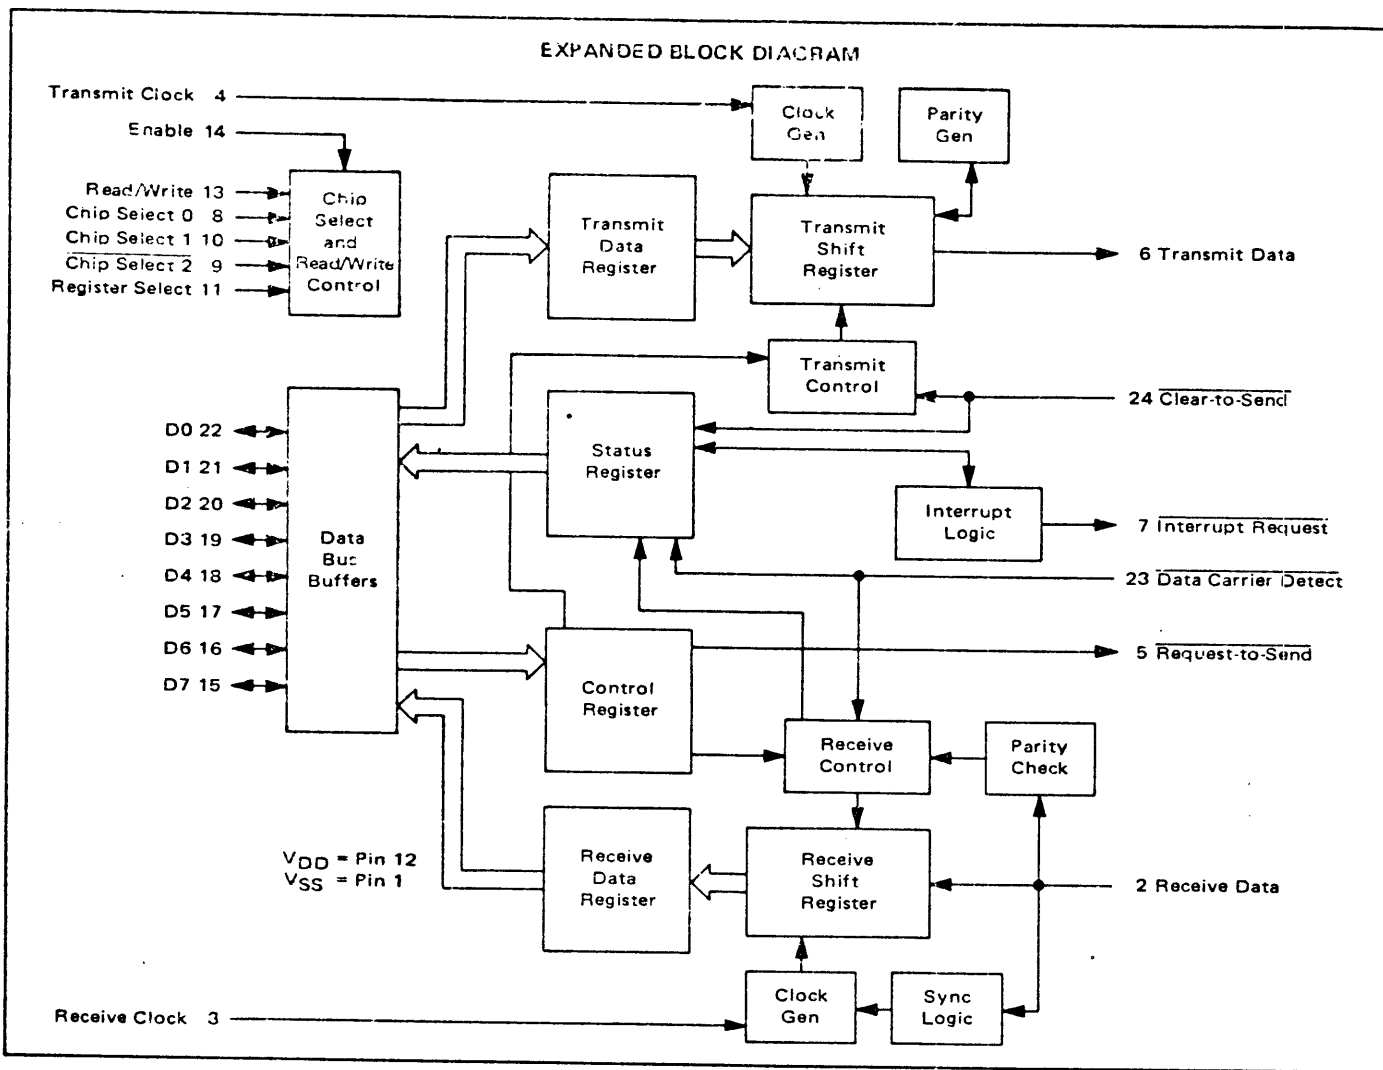 EXPANDED BLOCK DIAGRAM
Transmit Clock 4
Enable 14
Read/Write 13
Chip Select 0 8
Chip Select 1 10
Chip Select 2 9
Register Select 11
Chip
Select
and
Read/Write
Control
Clock
Gen
Parity
Gen
Transmit
Data
Register
Transmit
Shift
Register
6 Transmit Data
Transmit
Control
24 Clear-to-Send
D0 22
D1 21
D2 20
D3 19
D4 18
D5 17
D6 16
D7 15
Data
Bus
Buffers
Status
Register
Interrupt
Logic
7 Interrupt Request
23 Data Carrier Detect
5 Request-to-Send
Control
Register
Receive
Control
Parity
Check
VDD = Pin 12
VSS = Pin 1
Receive
Data
Register
Receive
Shift
Register
2 Receive Data
Receive Clock 3
Clock
Gen
Sync
Logic